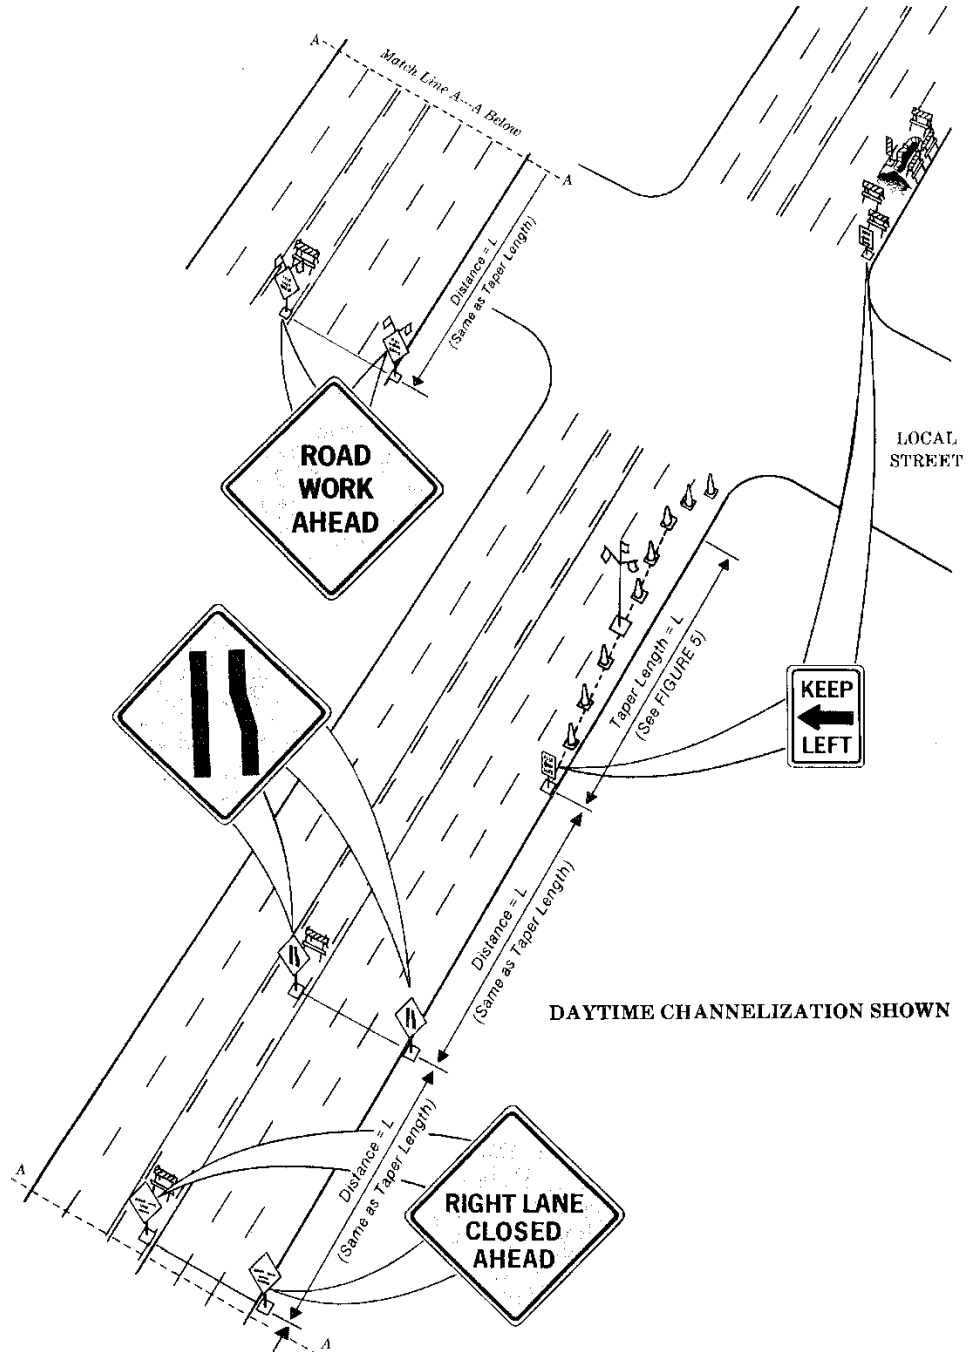 A
Match Line A—A Below
A
Distance = L
(Same as Taper Length)
LOCAL
STREET
ROAD
WORK
AHEAD
Taper Length = L
(See FIGURE 5)
KEEP
LEFT
Distance = L
(Same as Taper Length)
DAYTIME CHANNELIZATION SHOWN
Distance = L
(Same as Taper Length)
RIGHT LANE
CLOSED
AHEAD
A
A